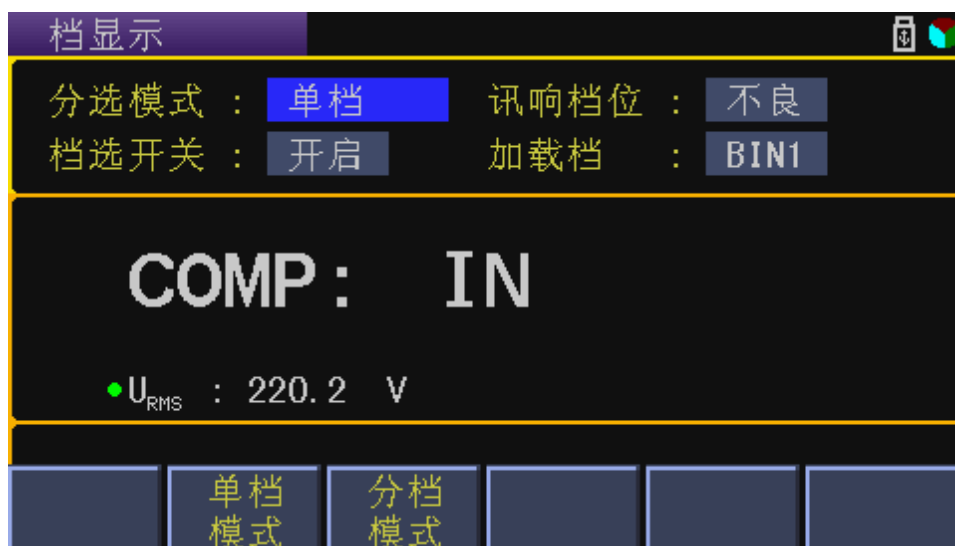 档显示
分选模式 : 单档 讯响档位 : 不良
档选开关 : 开启 加载档 : BIN1
COMP: IN
URMS : 220.2 V
单档模式 分档模式